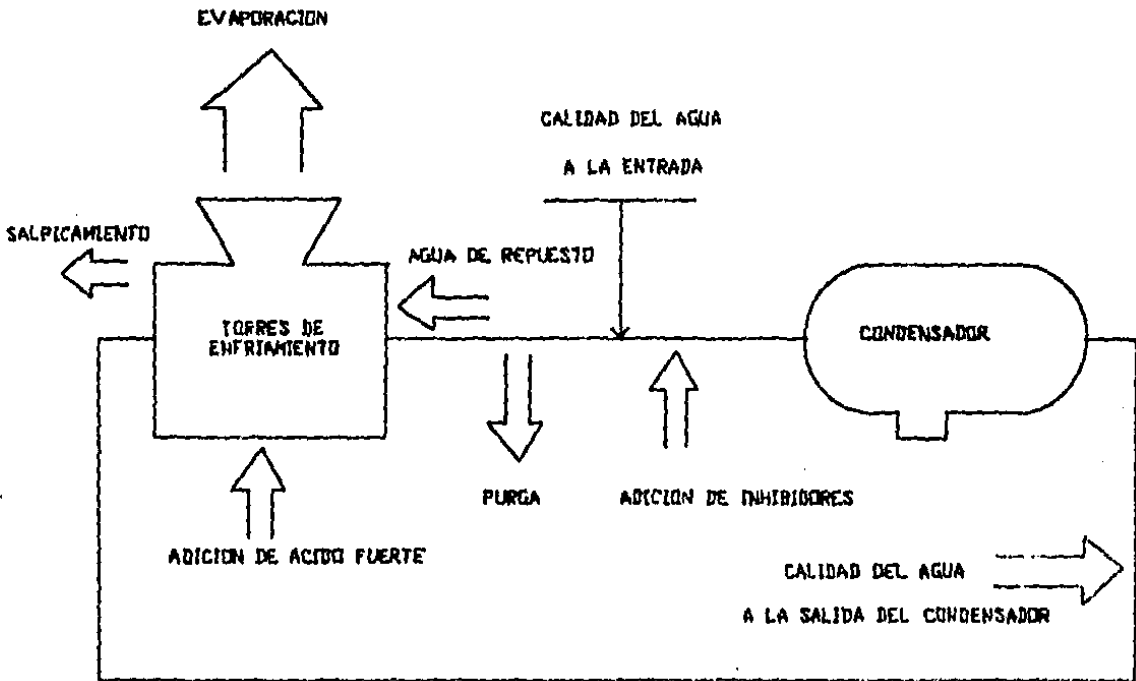 EVAPORACION
CALIDAD DEL AGUA
A LA ENTRADA
SALPICAMIENTO
AGUA DE REPUESTO
TORRES DE
ENFRIAMIENTO
CONDENSADOR
PURGA
ADICION DE INHIBIDORES
ADICION DE ACIDO FUERTE
CALIDAD DEL AGUA
A LA SALIDA DEL CONDENSADOR